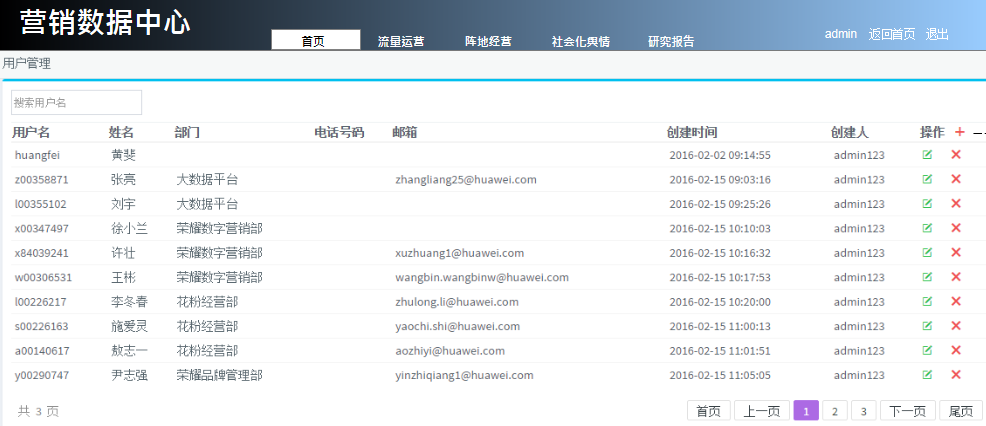 营销数据中心
首页 流量运营 阵地经营 社会化舆情 研究报告 admin 返回首页 退出
用户管理
搜索用户名
用户名 姓名 部门 电话号码 邮箱 创建时间 创建人 操作
huangfei 黄斐 2016-02-02 09:14:55 admin123
z00358871 张亮 大数据平台 zhangliang25@huawei.com 2016-02-15 09:03:16 admin123
l00355102 刘宇 大数据平台 2016-02-15 09:25:26 admin123
x00347497 徐小兰 荣耀数字营销部 2016-02-15 10:10:03 admin123
x84039241 许壮 荣耀数字营销部 xuzhuang1@huawei.com 2016-02-15 10:16:32 admin123
w00306531 王彬 荣耀数字营销部 wangbin.wangbinw@huawei.com 2016-02-15 10:17:53 admin123
l00226217 李冬春 花粉经营部 zhulong.li@huawei.com 2016-02-15 10:20:00 admin123
s00226163 施爱灵 花粉经营部 yaochi.shi@huawei.com 2016-02-15 11:00:13 admin123
a00140617 敖志一 花粉经营部 aozhiyi@huawei.com 2016-02-15 11:01:51 admin123
y00290747 尹志强 荣耀品牌管理部 yinzhiqiang1@huawei.com 2016-02-15 11:05:05 admin123
共 3 页 首页 上一页 1 2 3 下一页 尾页